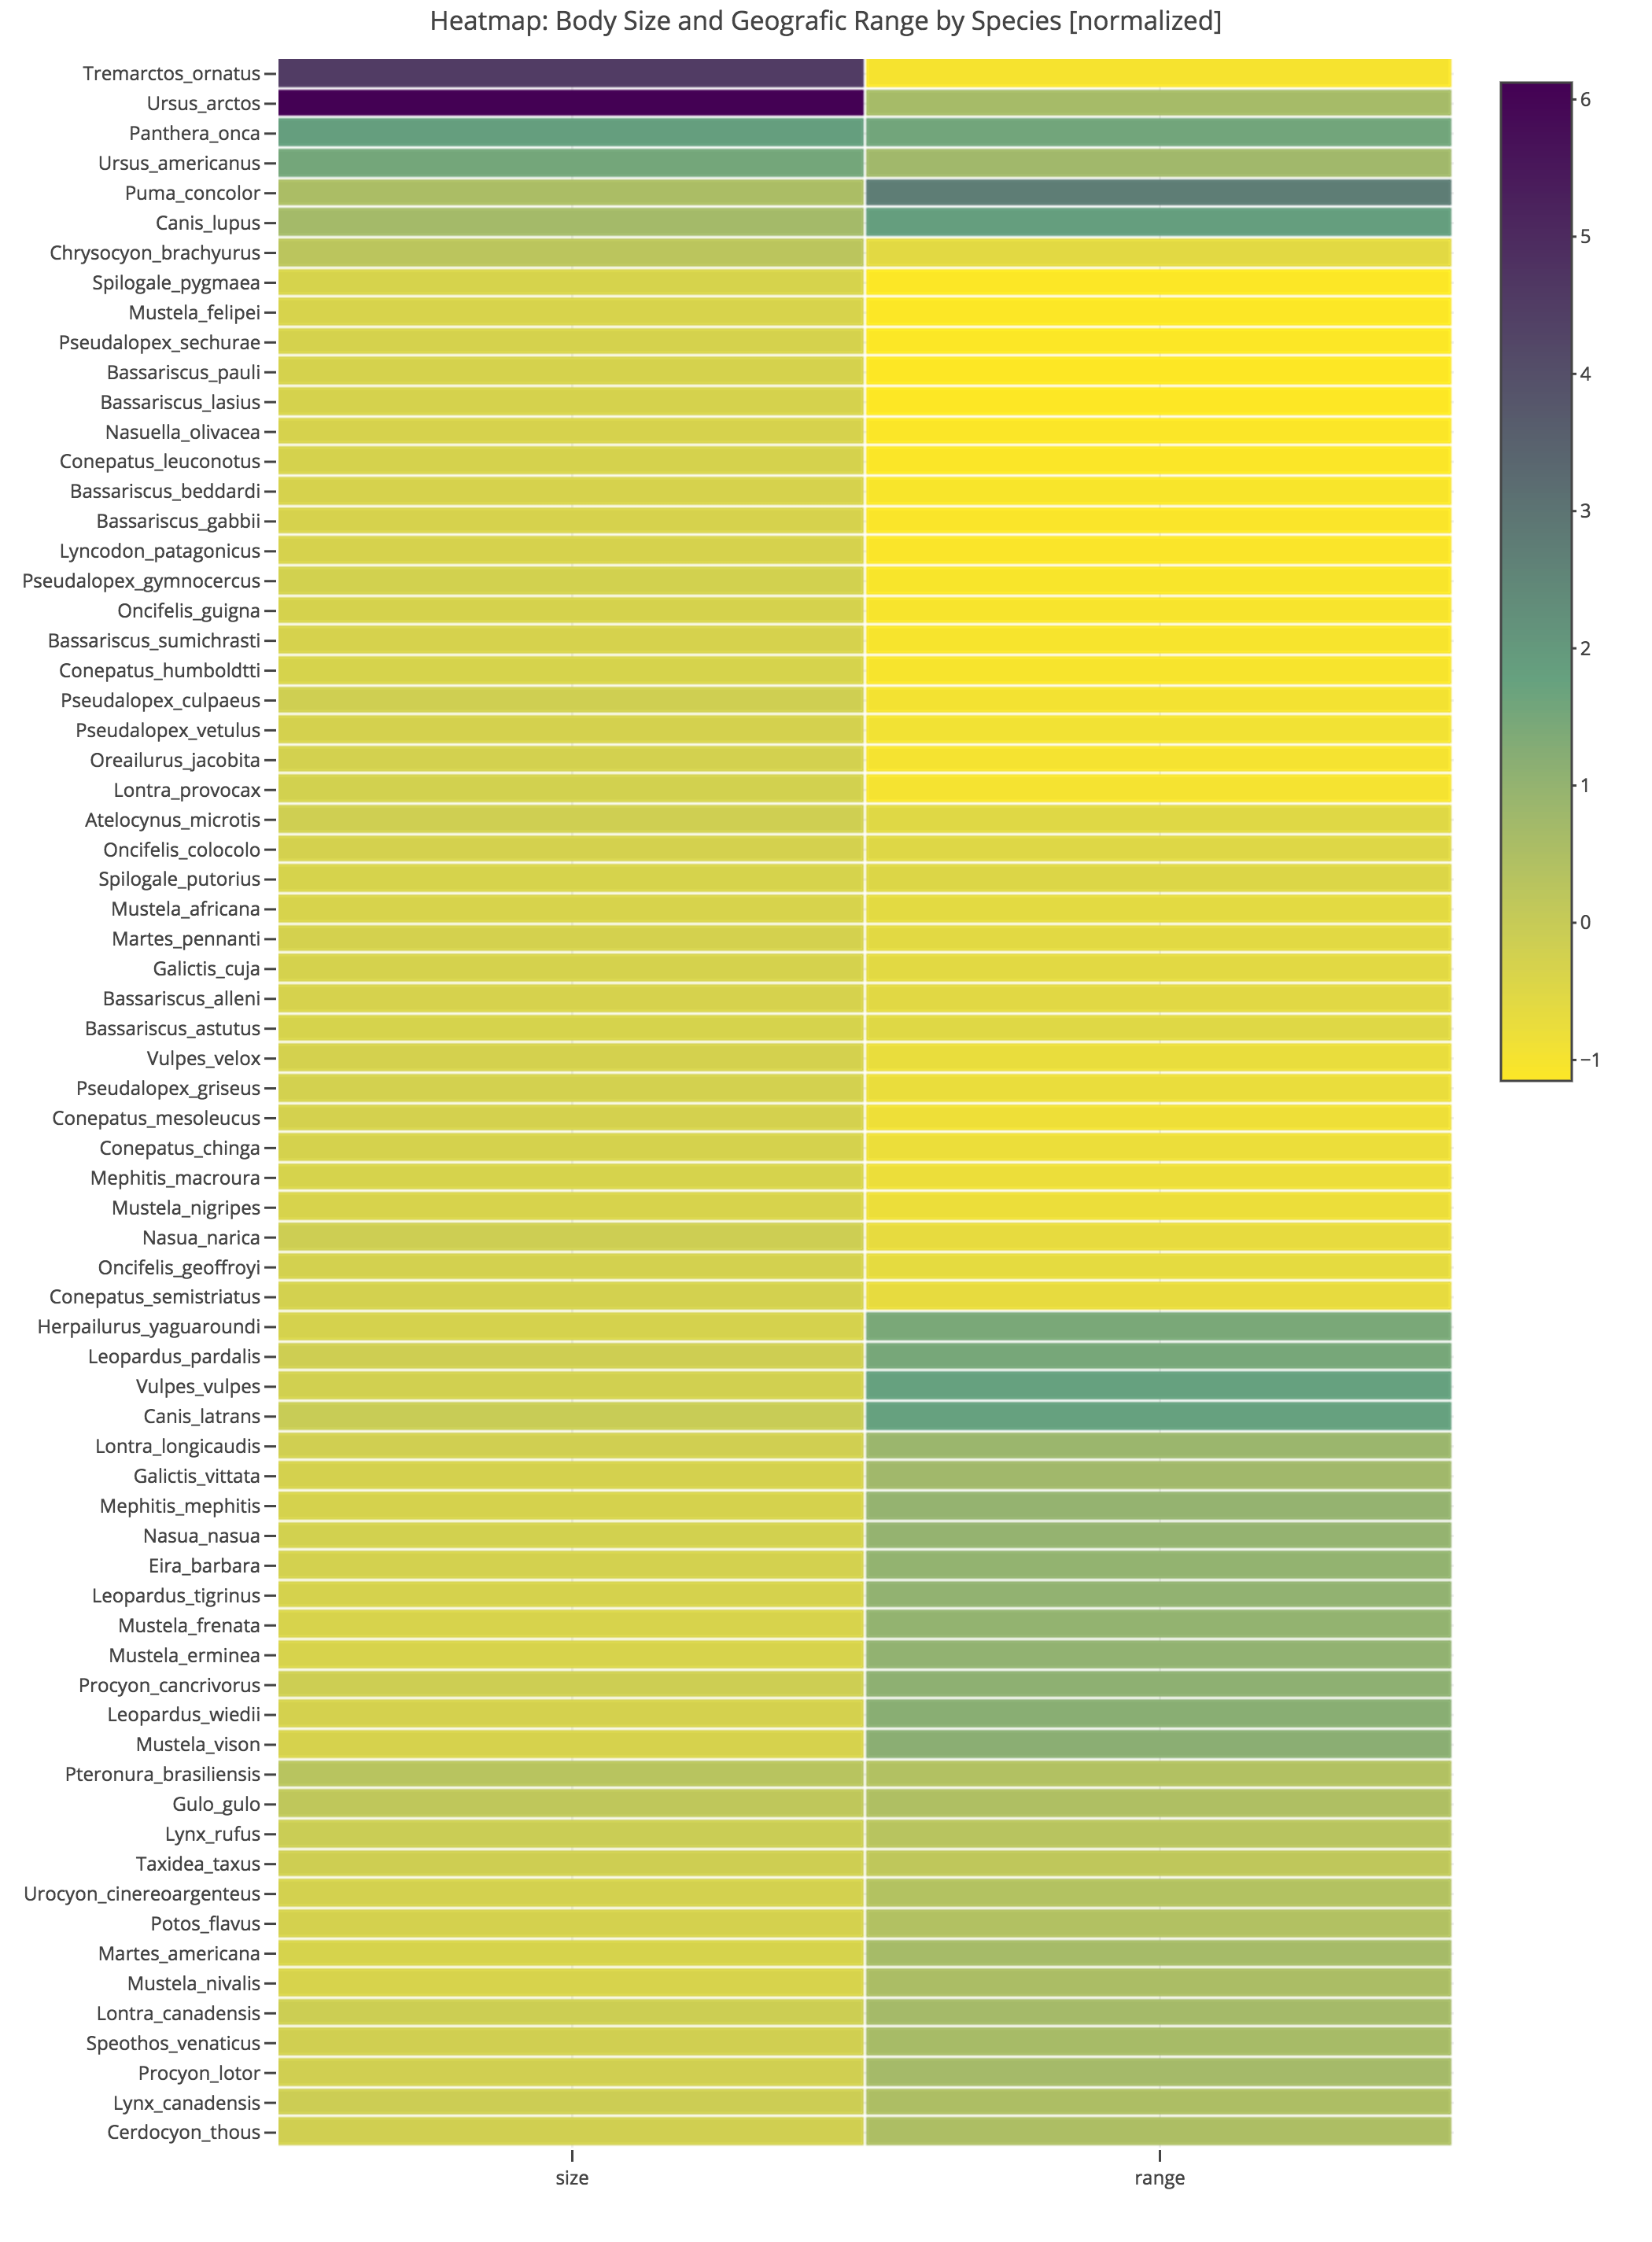 Heatmap: Body Size and Geografic Range by Species [normalized]
Tremarctos_ornatus
Ursus_arctos
Panthera_onca
Ursus_americanus
Puma_concolor
Canis_lupus
Chrysocyon_brachyurus
Spilogale_pygmaea
Mustela_felipei
Pseudalopex_sechurae
Bassariscus_pauli
Bassariscus_lasius
Nasuella_olivacea
Conepatus_leuconotus
Bassariscus_beddardi
Bassariscus_gabbii
Lyncodon_patagonicus
Pseudalopex_gymnocercus
Oncifelis_guigna
Bassariscus_sumichrasti
Conepatus_humboldtti
Pseudalopex_culpaeus
Pseudalopex_vetulus
Oreailurus_jacobita
Lontra_provocax
Atelocynus_microtis
Oncifelis_colocolo
Spilogale_putorius
Mustela_africana
Martes_pennanti
Galictis_cuja
Bassariscus_alleni
Bassariscus_astutus
Vulpes_velox
Pseudalopex_griseus
Conepatus_mesoleucus
Conepatus_chinga
Mephitis_macroura
Mustela_nigripes
Nasua_narica
Oncifelis_geoffroyi
Conepatus_semistriatus
Herpailurus_yaguaroundi
Leopardus_pardalis
Vulpes_vulpes
Canis_latrans
Lontra_longicaudis
Galictis_vittata
Mephitis_mephitis
Nasua_nasua
Eira_barbara
Leopardus_tigrinus
Mustela_frenata
Mustela_erminea
Procyon_cancrivorus
Leopardus_wiedii
Mustela_vison
Pteronura_brasiliensis
Gulo_gulo
Lynx_rufus
Taxidea_taxus
Urocyon_cinereoargenteus
Potos_flavus
Martes_americana
Mustela_nivalis
Lontra_canadensis
Speothos_venaticus
Procyon_lotor
Lynx_canadensis
Cerdocyon_thous
size
range
6
5
4
3
2
1
0
−1